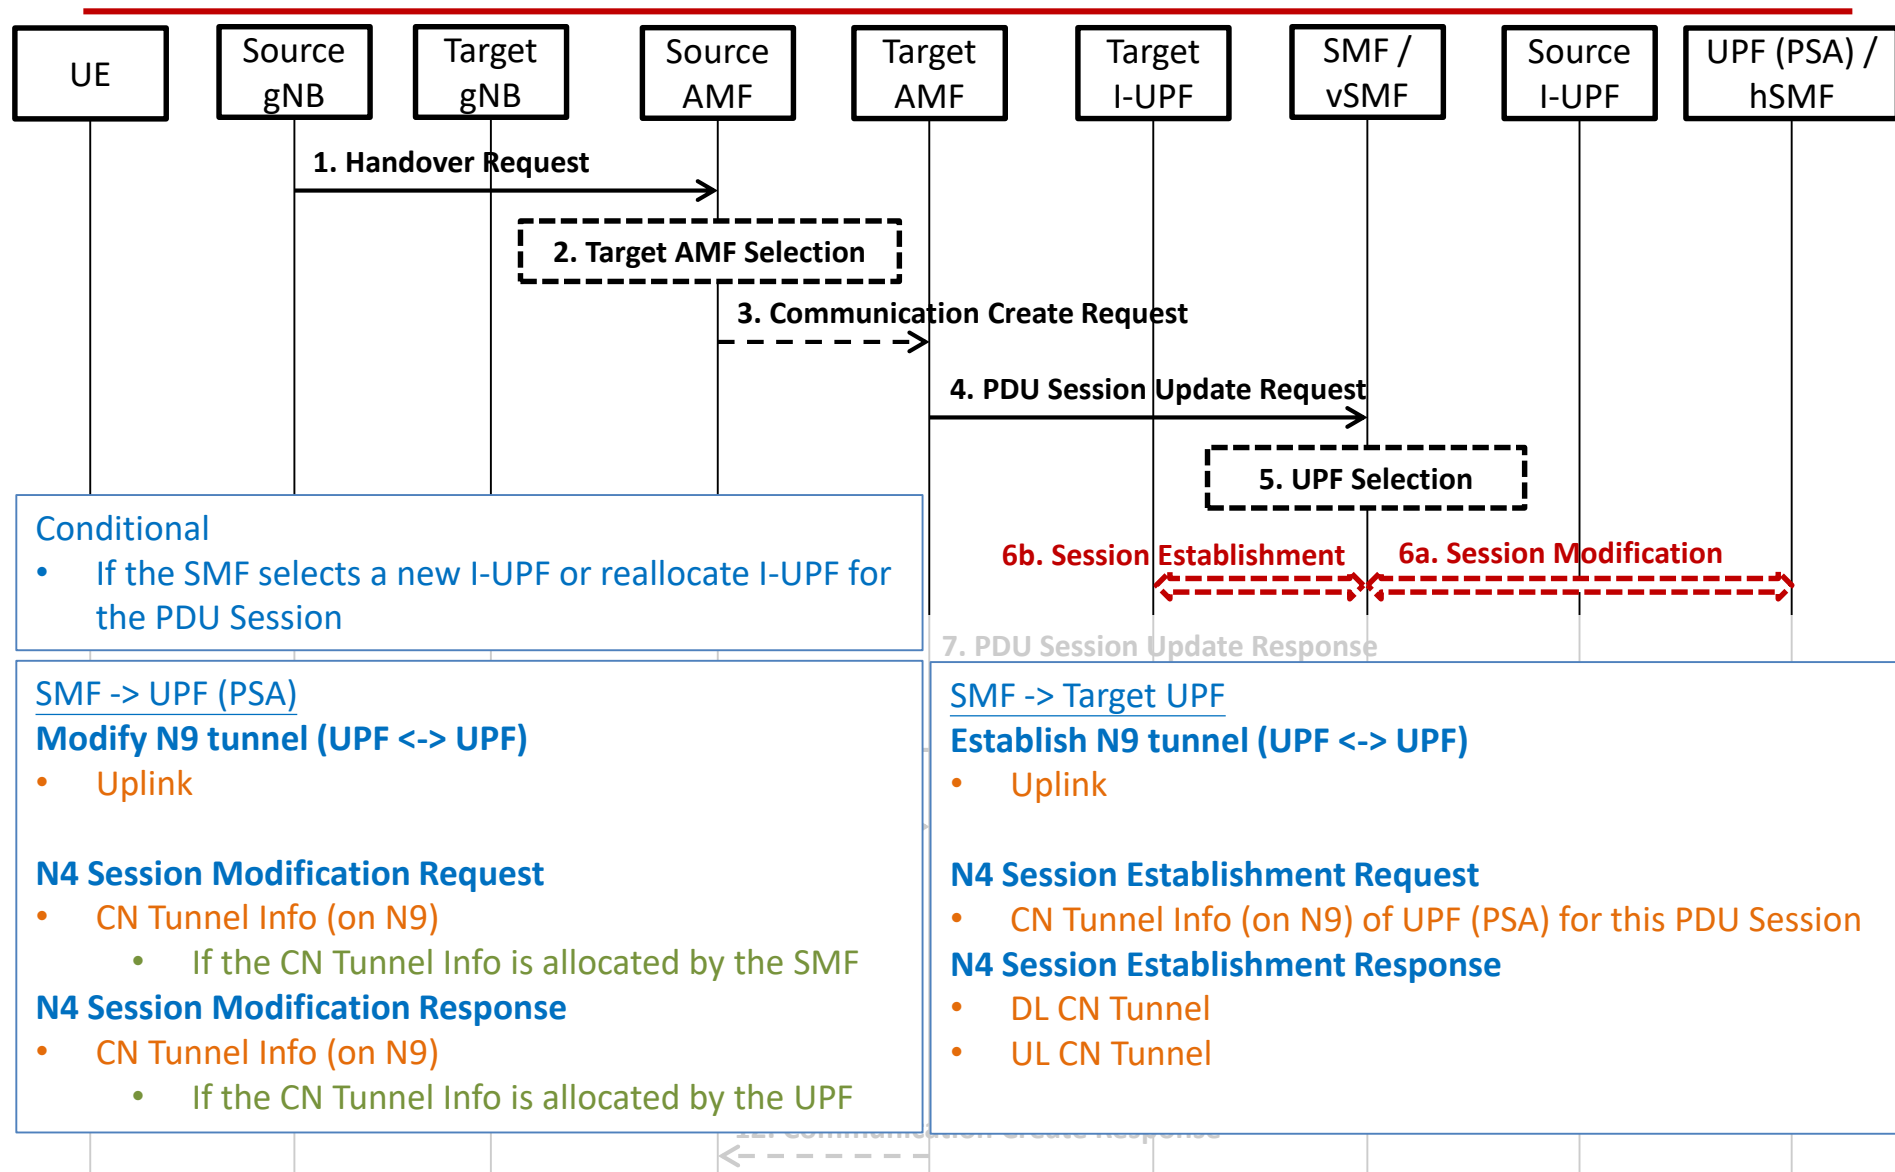 UE
Source
gNB
Target
gNB
Source
AMF
Target
AMF
Target
I-UPF
SMF /
vSMF
Source
I-UPF
UPF (PSA) /
hSMF
1. Handover Request
2. Target AMF Selection
3. Communication Create Request
4. PDU Session Update Request
5. UPF Selection
6b. Session Establishment
6a. Session Modification
Conditional
• If the SMF selects a new I-UPF or reallocate I-UPF for
the PDU Session
7. PDU Session Update Response
SMF -> UPF (PSA)
Modify N9 tunnel (UPF <-> UPF)
• Uplink
N4 Session Modification Request
• CN Tunnel Info (on N9)
• If the CN Tunnel Info is allocated by the SMF
N4 Session Modification Response
• CN Tunnel Info (on N9)
• If the CN Tunnel Info is allocated by the UPF
SMF -> Target UPF
Establish N9 tunnel (UPF <-> UPF)
• Uplink
N4 Session Establishment Request
• CN Tunnel Info (on N9) of UPF (PSA) for this PDU Session
N4 Session Establishment Response
• DL CN Tunnel
• UL CN Tunnel
12. Communication Create Response